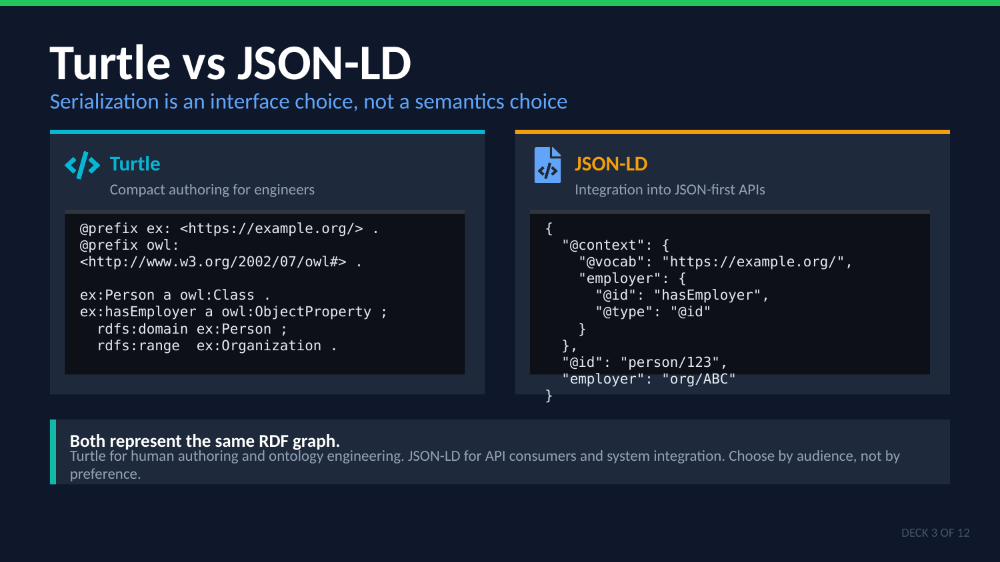 Turtle vs JSON-LD
Serialization is an interface choice, not a semantics choice
Turtle
Compact authoring for engineers
@prefix ex: <https://example.org/> .
@prefix owl:
<http://www.w3.org/2002/07/owl#> .

ex:Person a owl:Class .
ex:hasEmployer a owl:ObjectProperty ;
  rdfs:domain ex:Person ;
  rdfs:range  ex:Organization .
JSON-LD
Integration into JSON-first APIs
{
  "@context": {
    "@vocab": "https://example.org/",
    "employer": {
      "@id": "hasEmployer",
      "@type": "@id"
    }
  },
  "@id": "person/123",
  "employer": "org/ABC"
}
Both represent the same RDF graph.
Turtle for human authoring and ontology engineering. JSON-LD for API consumers and system integration. Choose by audience, not by
preference.
DECK 3 OF 12